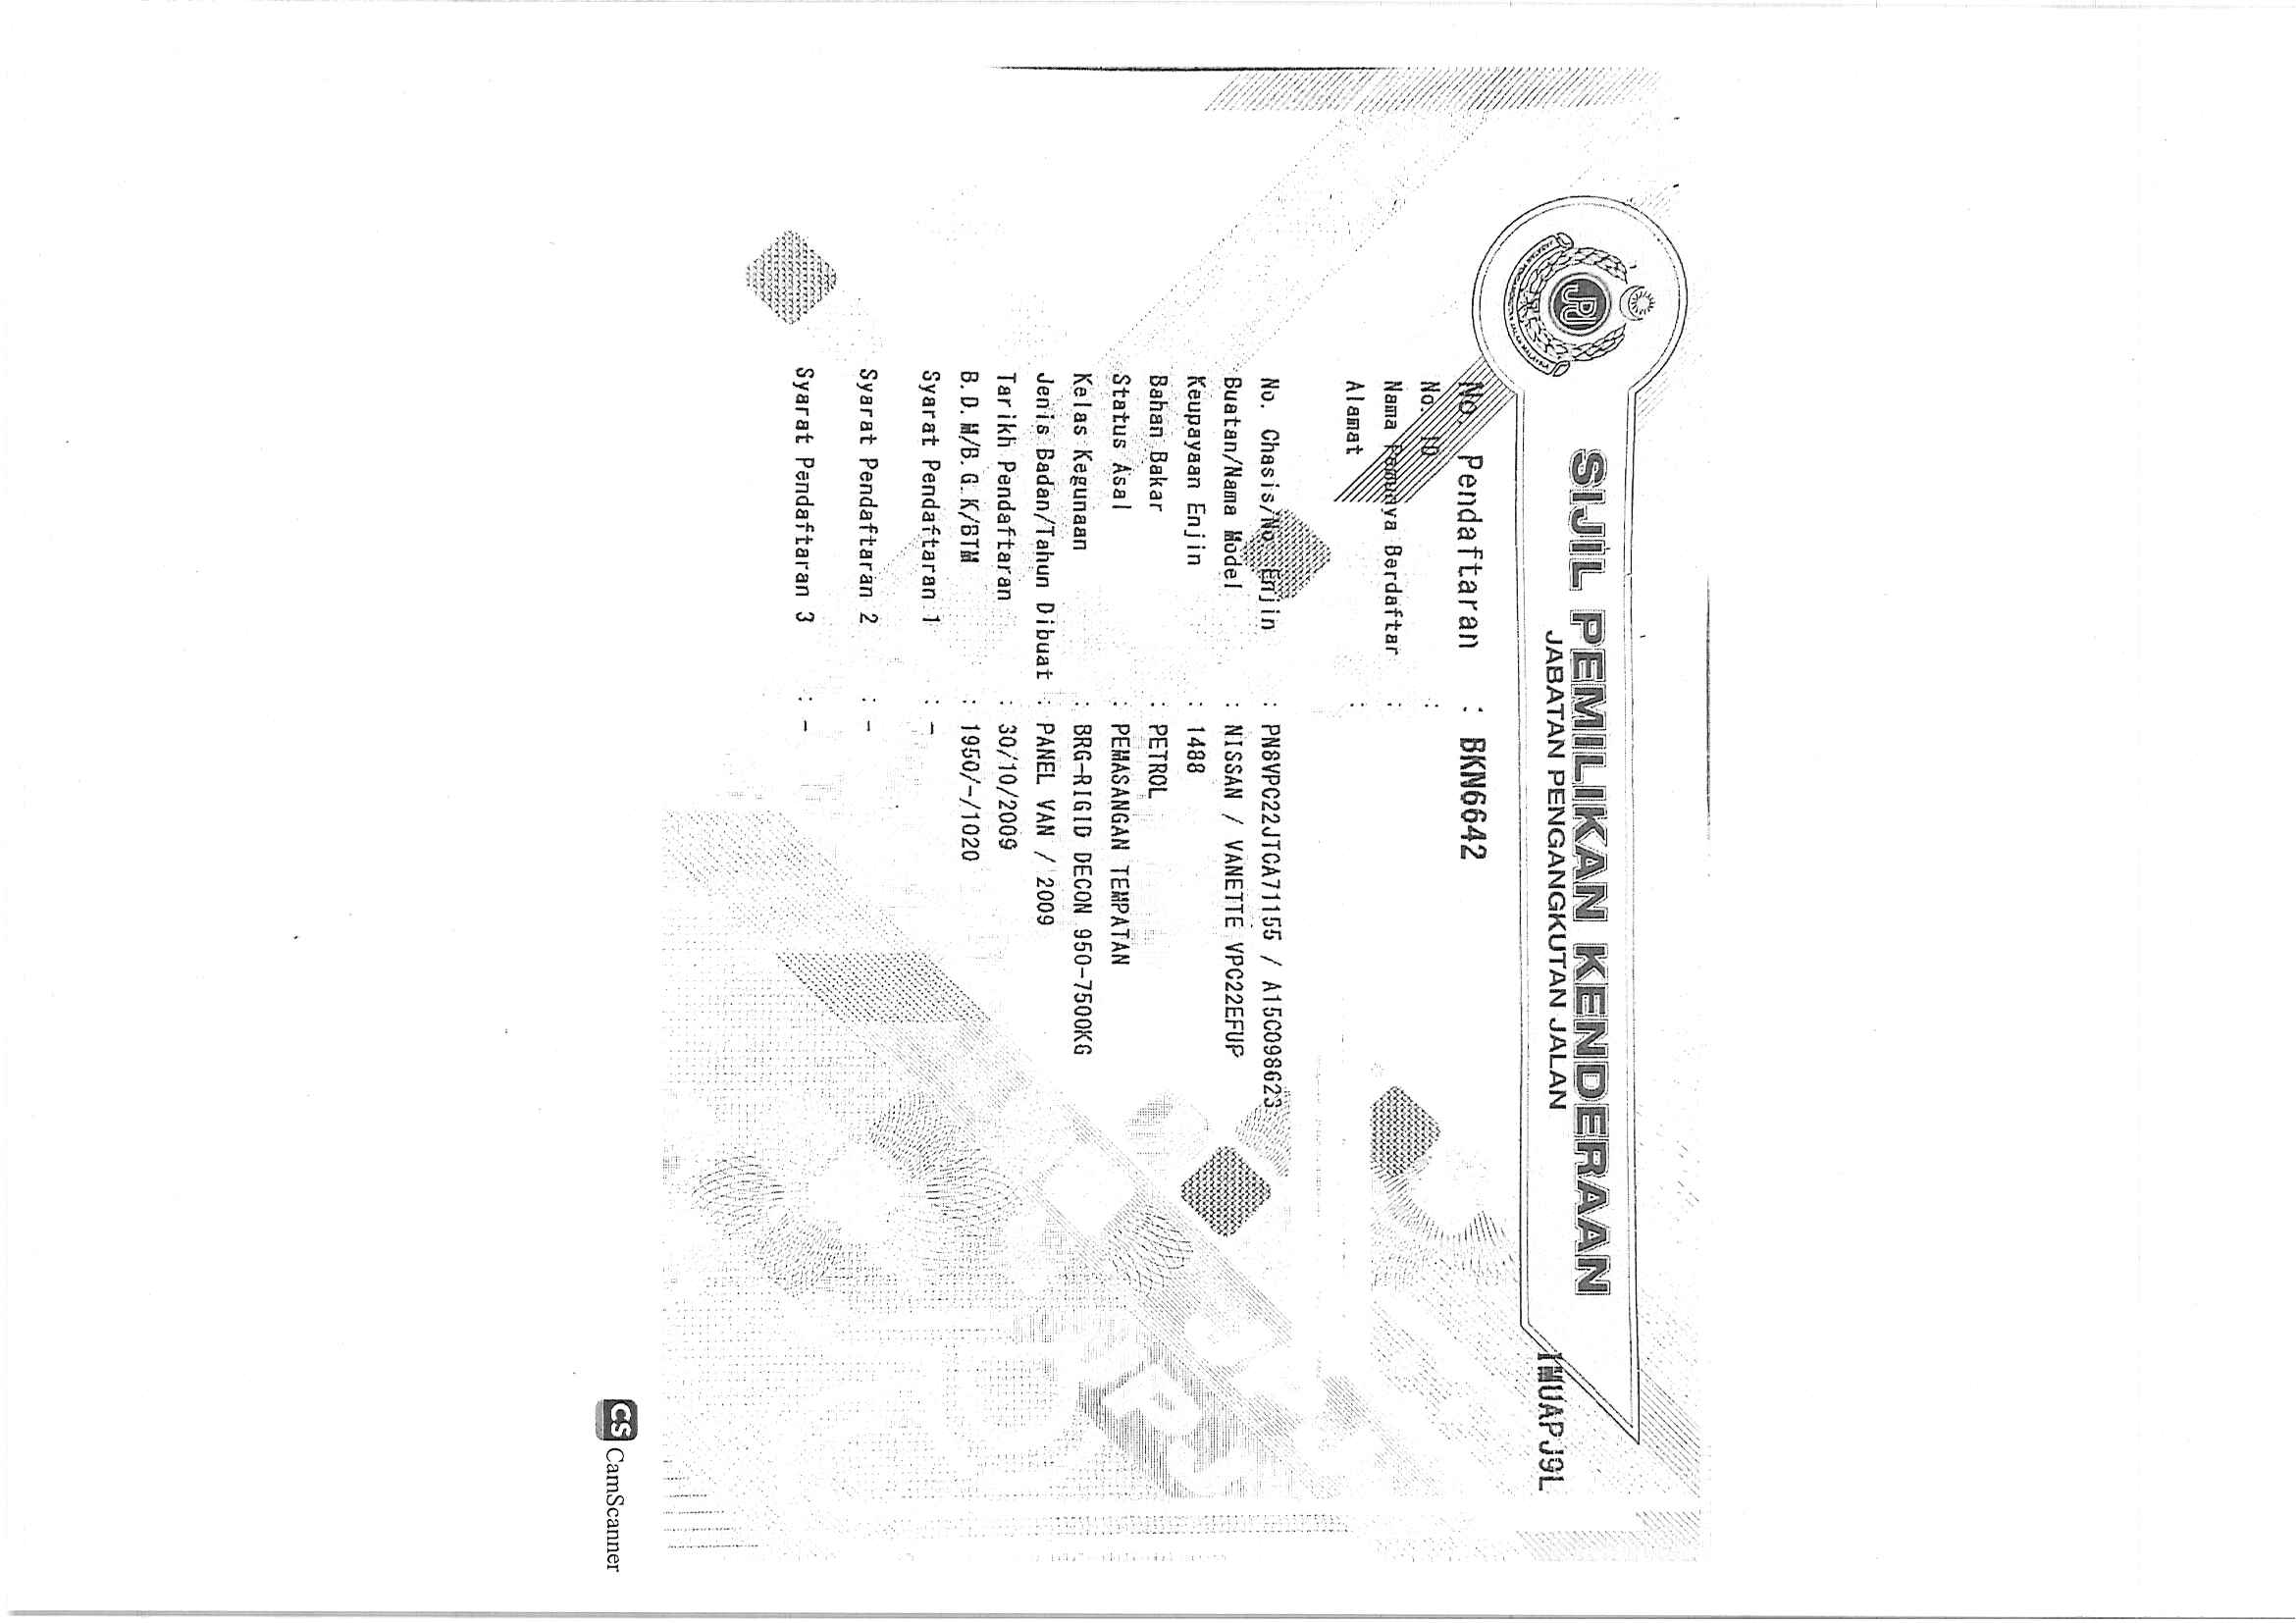 SIJIL PEMILIKAN KENDERAAN
JABATAN PENGANGKUTAN JALAN
1MUAPJ9L
No. Pendaftaran : BKN6642
No. ID :
Nama Pemunya Berdaftar :
Alamat :
No. Chasis/No. Enjin : PN8VPC22JTCA71155 / A15C098623
Buatan/Nama Model : NISSAN / VANETTE VPC22EFUP
Keupayaan Enjin : 1488
Bahan Bakar : PETROL
Status Asal : PEMASANGAN TEMPATAN
Kelas Kegunaan : BRG-RIGID DECON 950-7500KG
Jenis Badan/Tahun Dibuat : PANEL VAN / 2009
Tarikh Pendaftaran : 30/10/2009
B.D.M/B.G.K/BTM : 1950/-/1020
Syarat Pendaftaran 1 : -
Syarat Pendaftaran 2 : -
Syarat Pendaftaran 3 : -
CS CamScanner